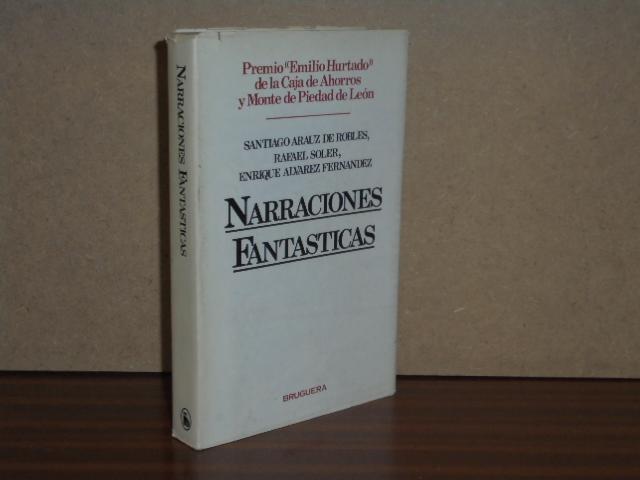 NARRACIONES FANTASTICAS
Premio "Emilio Hurtado"
de la Caja de Ahorros
y Monte de Piedad de León
SANTIAGO ARAUZ DE ROBLES,
RAFAEL SOLER,
ENRIQUE ALVAREZ FERNANDEZ
NARRACIONES
FANTASTICAS
BRUGUERA